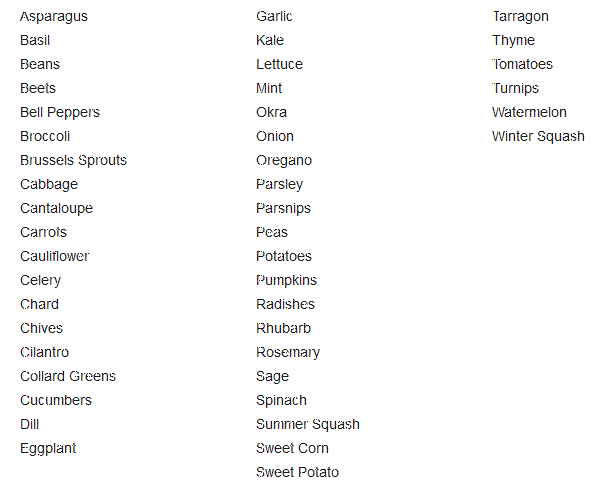 Asparagus
Basil
Beans
Beets
Bell Peppers
Broccoli
Brussels Sprouts
Cabbage
Cantaloupe
Carrots
Cauliflower
Celery
Chard
Chives
Cilantro
Collard Greens
Cucumbers
Dill
Eggplant
Garlic
Kale
Lettuce
Mint
Okra
Onion
Oregano
Parsley
Parsnips
Peas
Potatoes
Pumpkins
Radishes
Rhubarb
Rosemary
Sage
Spinach
Summer Squash
Sweet Corn
Sweet Potato
Tarragon
Thyme
Tomatoes
Turnips
Watermelon
Winter Squash